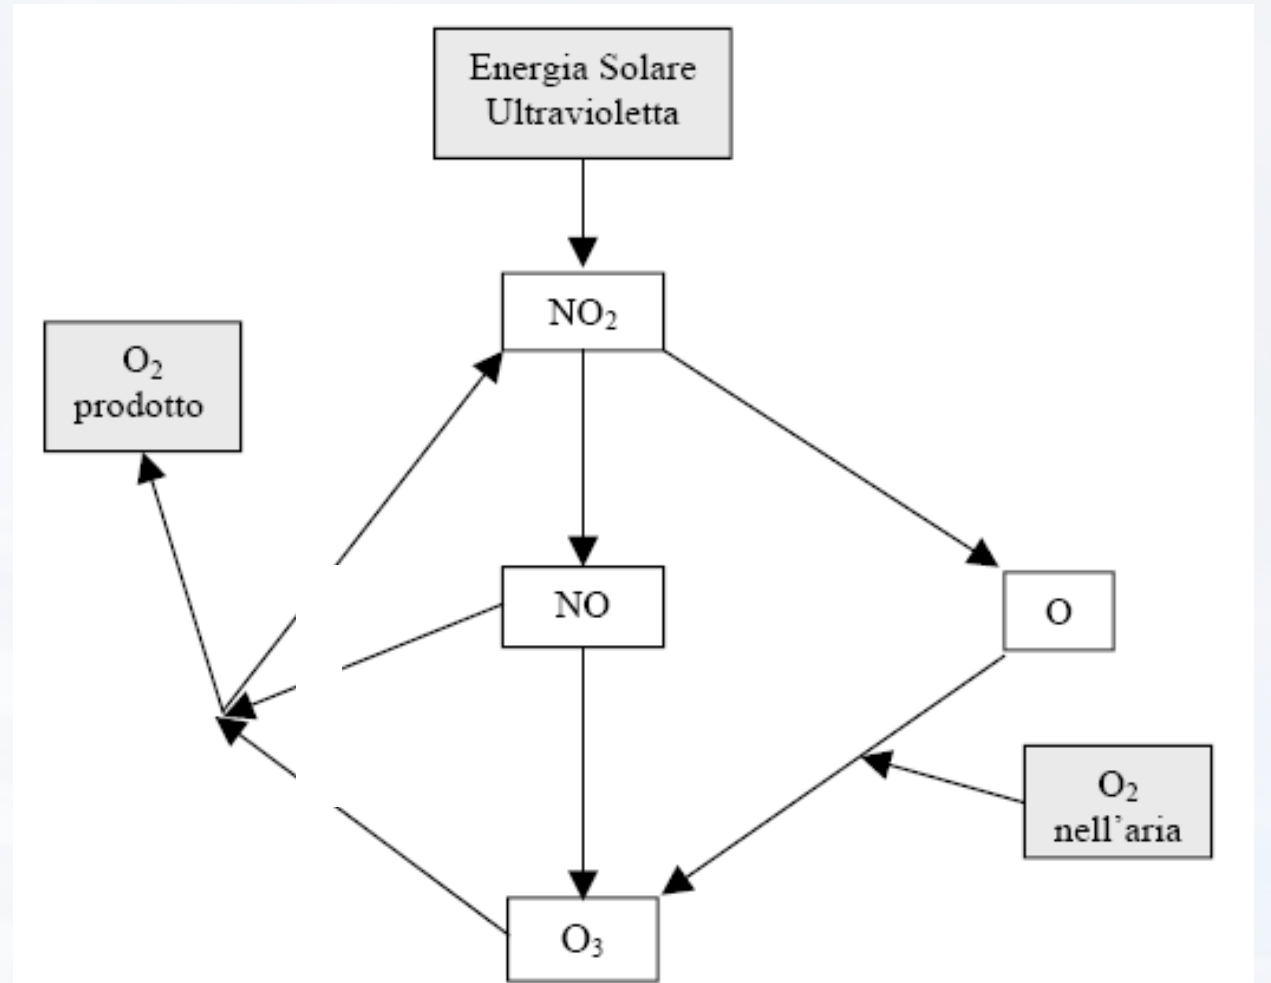 Energia Solare
Ultravioletta
NO₂
O₂
prodotto
NO
O
O₂
nell’aria
O₃